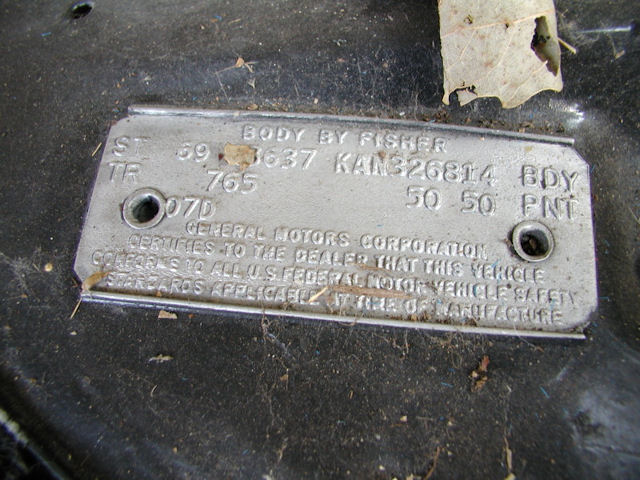 BODY BY FISHER
ST 69 3637 KAN326814 BDY
TR 765 50 50 PNT
07D
GENERAL MOTORS CORPORATION
CERTIFIES TO THE DEALER THAT THIS VEHICLE
CONFORMS TO ALL U.S. FEDERAL MOTOR VEHICLE SAFETY
STANDARDS APPLICABLE AT TIME OF MANUFACTURE